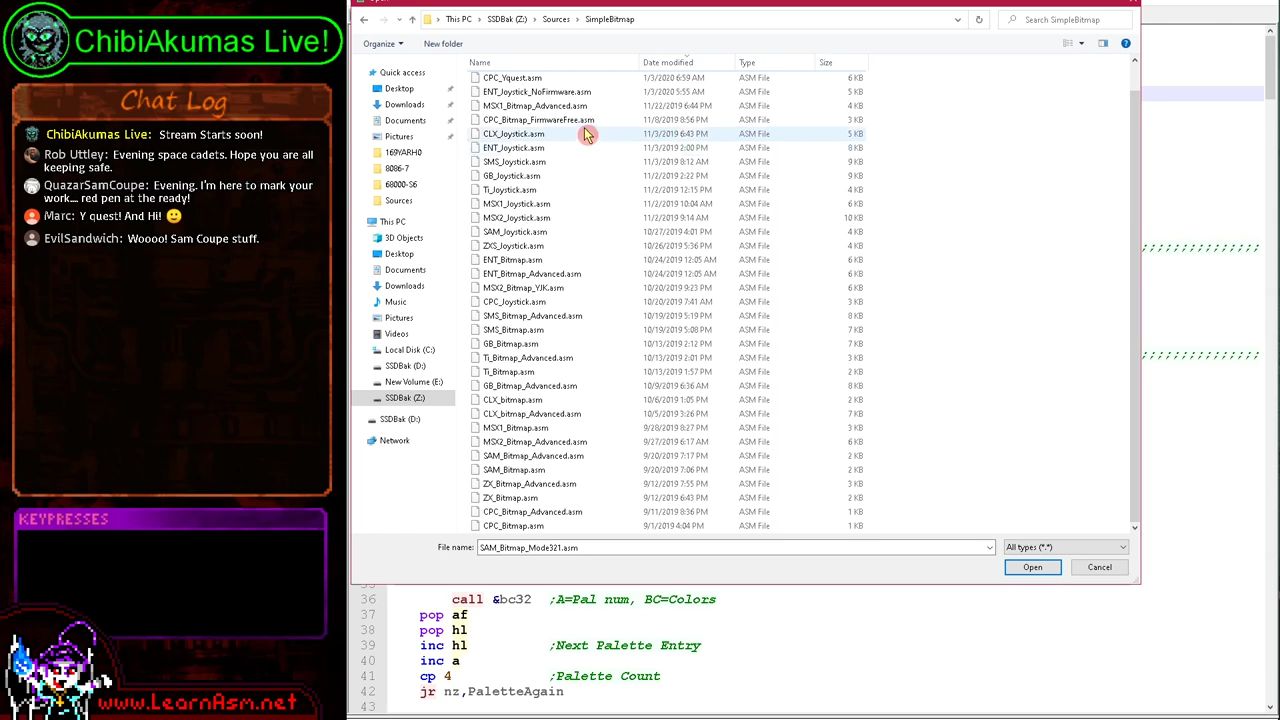 ChibiAkumas Live!
Chat Log
ChibiAkumas Live: Stream Starts soon!
Rob Uttley: Evening space cadets. Hope you are all
keeping safe.
QuazarSamCoupe: Evening. I'm here to mark your
work.... red pen at the ready!
Marc: Y quest! And Hi! 🙂
EvilSandwich: Woooo! Sam Coupe stuff.
KEYPRESSES
www.LearnAsm.net
This PC > SSDBak (Z:) > Sources > SimpleBitmap
Search SimpleBitmap
Organize
New folder
Quick access
Desktop
Downloads
Documents
Pictures
169YARH0
8086-7
68000-S6
Sources
This PC
3D Objects
Desktop
Documents
Downloads
Music
Pictures
Videos
Local Disk (C:)
SSDBak (D:)
New Volume (E:)
SSDBak (Z:)
SSDBak (D:)
Network
Name Date modified Type Size
CPC_Yquest.asm 1/3/2020 6:59 AM ASM File 6 KB
ENT_Joystick_NoFirmware.asm 1/3/2020 5:55 AM ASM File 6 KB
MSX1_Bitmap_Advanced.asm 11/22/2019 6:44 PM ASM File 4 KB
CPC_Bitmap_FirmwareFree.asm 11/8/2019 8:56 PM ASM File 3 KB
CLX_Joystick.asm 11/3/2019 6:43 PM ASM File 5 KB
ENT_Joystick.asm 11/3/2019 2:00 PM ASM File 8 KB
SMS_Joystick.asm 11/3/2019 8:12 AM ASM File 9 KB
GB_Joystick.asm 11/2/2019 2:22 PM ASM File 8 KB
Ti_Joystick.asm 11/2/2019 12:15 PM ASM File 4 KB
MSX1_Joystick.asm 11/2/2019 10:04 AM ASM File 6 KB
MSX2_Joystick.asm 11/2/2019 9:14 AM ASM File 10 KB
SAM_Joystick.asm 10/27/2019 4:01 PM ASM File 4 KB
ZXS_Joystick.asm 10/26/2019 5:36 PM ASM File 4 KB
ENT_Bitmap.asm 10/24/2019 12:05 AM ASM File 6 KB
ENT_Bitmap_Advanced.asm 10/24/2019 12:05 AM ASM File 6 KB
MSX2_Bitmap_YJK.asm 10/20/2019 9:23 PM ASM File 6 KB
CPC_Joystick.asm 10/20/2019 7:41 AM ASM File 3 KB
SMS_Bitmap_Advanced.asm 10/19/2019 5:19 PM ASM File 8 KB
SMS_Bitmap.asm 10/19/2019 5:08 PM ASM File 7 KB
GB_Bitmap.asm 10/13/2019 2:12 PM ASM File 7 KB
Ti_Bitmap_Advanced.asm 10/13/2019 2:01 PM ASM File 3 KB
Ti_Bitmap.asm 10/13/2019 1:57 PM ASM File 2 KB
GB_Bitmap_Advanced.asm 10/9/2019 6:36 AM ASM File 8 KB
CLX_bitmap.asm 10/6/2019 1:05 PM ASM File 2 KB
CLX_bitmap_Advanced.asm 10/5/2019 3:26 PM ASM File 7 KB
MSX1_Bitmap.asm 9/28/2019 8:27 PM ASM File 3 KB
MSX2_Bitmap_Advanced.asm 9/27/2019 6:17 AM ASM File 6 KB
SAM_Bitmap_Advanced.asm 9/20/2019 7:17 PM ASM File 2 KB
SAM_Bitmap.asm 9/20/2019 7:06 PM ASM File 2 KB
ZX_Bitmap_Advanced.asm 9/12/2019 7:55 PM ASM File 3 KB
ZX_Bitmap.asm 9/12/2019 6:43 PM ASM File 2 KB
CPC_Bitmap_Advanced.asm 9/11/2019 8:36 PM ASM File 1 KB
CPC_Bitmap.asm 9/1/2019 4:04 PM ASM File 1 KB
File name: SAM_Bitmap_Mode321.asm
All types (*.*)
Open
Cancel
;;;;;;;;;;;;;;;
;;;;;;;;;;;;;;;
36 call &bc32 ;A=Pal num, BC=Colors
37 pop af
38 pop hl
39 inc hl ;Next Palette Entry
40 inc a
41 cp 4 ;Palette Count
42 jr nz,PaletteAgain
43